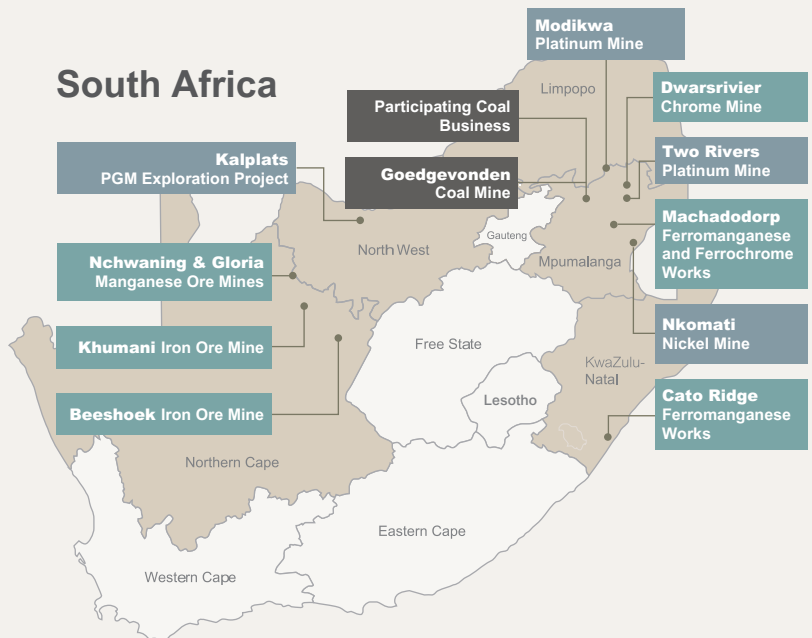 South Africa
Modikwa
Platinum Mine
Limpopo
Dwarsrivier
Chrome Mine
Participating Coal
Business
Two Rivers
Platinum Mine
Kalplats
PGM Exploration Project
Goedgevonden
Coal Mine
Machadodorp
Ferromanganese
and Ferrochrome
Works
Gauteng
North West
Mpumalanga
Nchwaning & Gloria
Manganese Ore Mines
Nkomati
Nickel Mine
Khumani Iron Ore Mine
Free State
KwaZulu-
Natal
Lesotho
Cato Ridge
Ferromanganese
Works
Beeshoek Iron Ore Mine
Northern Cape
Eastern Cape
Western Cape